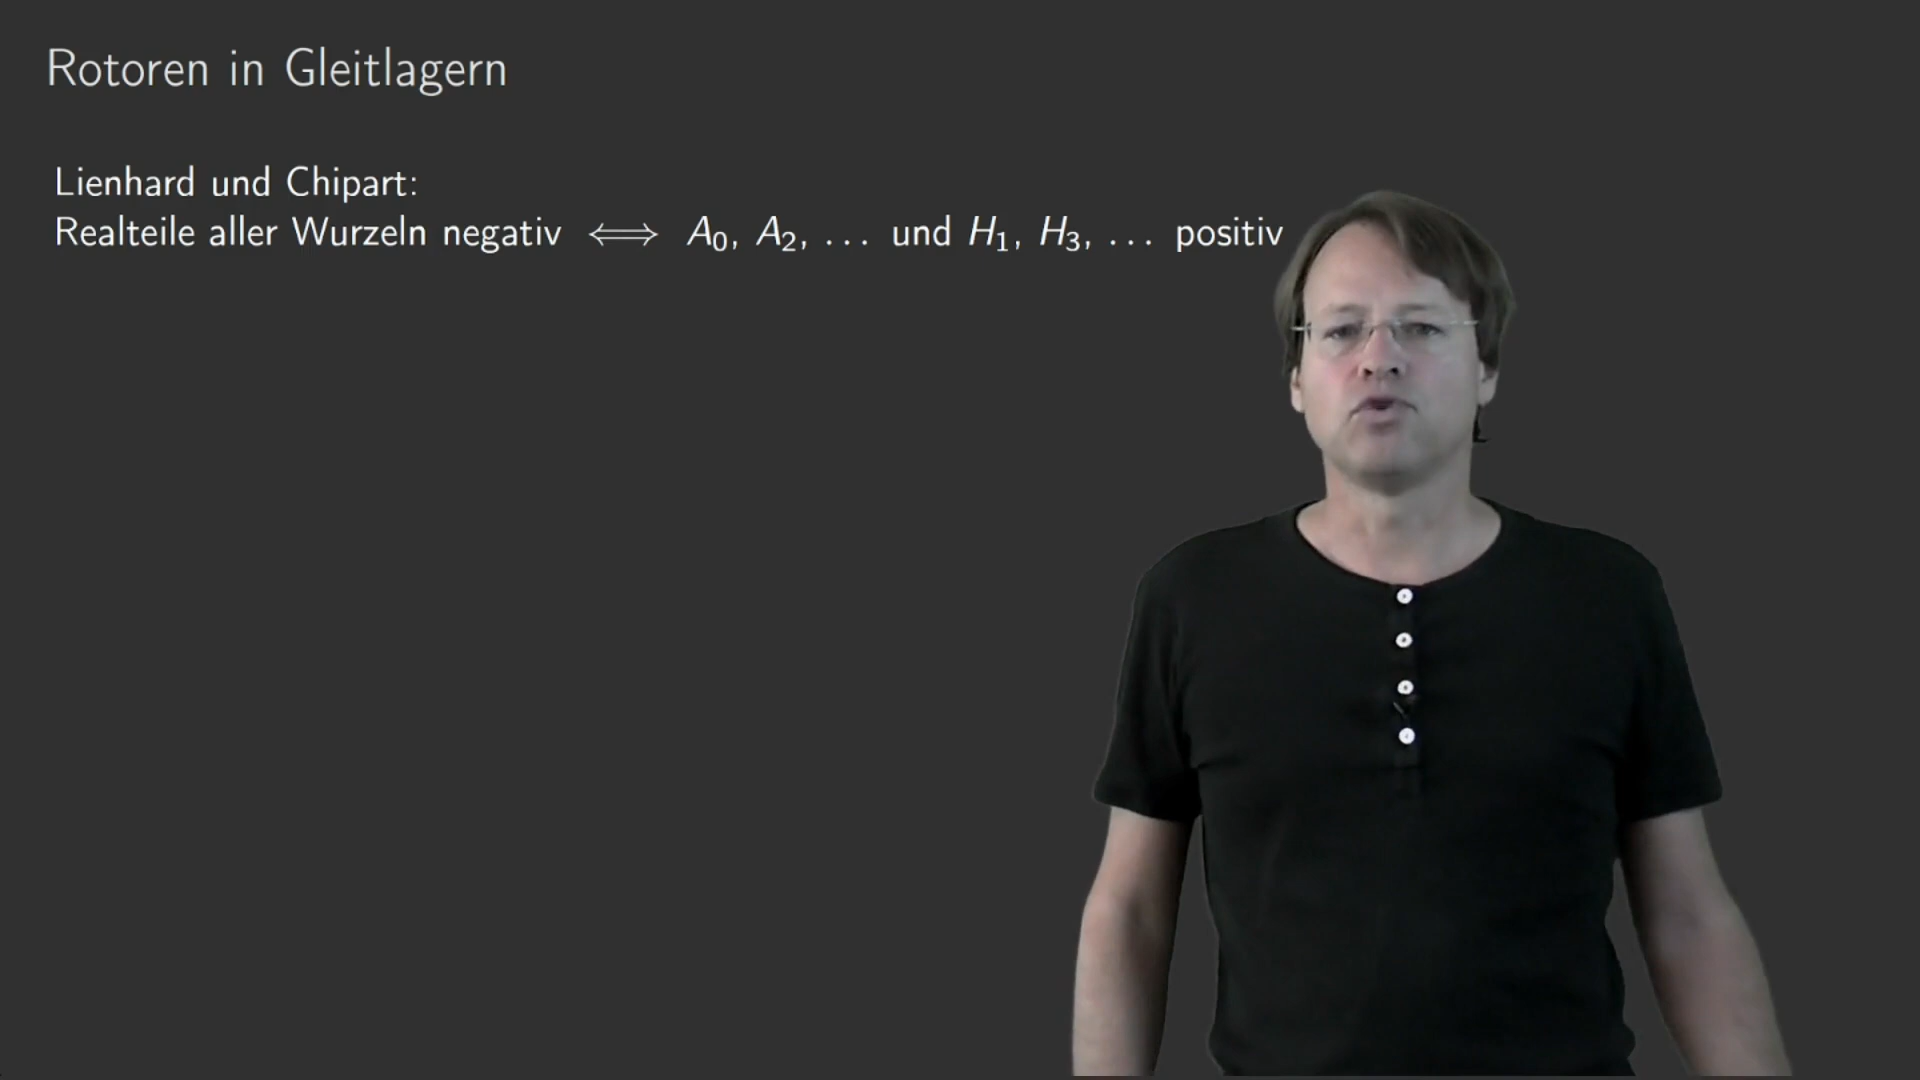 Rotoren in Gleitlagern
Lienhard und Chipart:
Realteile aller Wurzeln negativ ⟺ A₀, A₂, ... und H₁, H₃, ... positiv